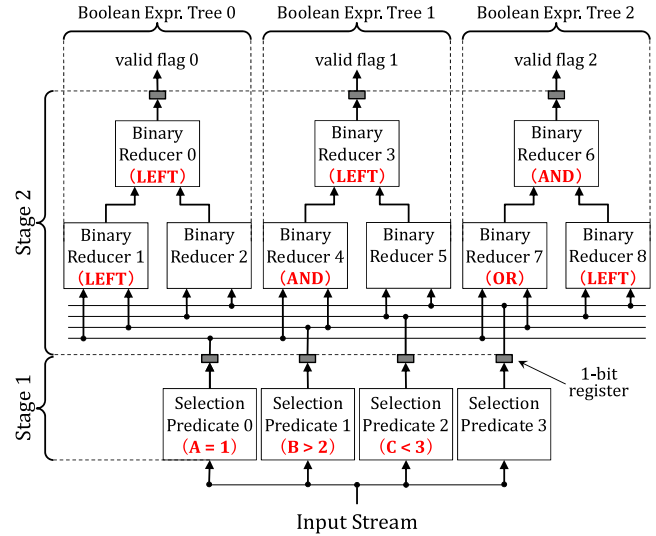 Boolean Expr. Tree 0
Boolean Expr. Tree 1
Boolean Expr. Tree 2
valid flag 0
valid flag 1
valid flag 2
Stage 2
Binary
Reducer 0
(LEFT)
Binary
Reducer 3
(LEFT)
Binary
Reducer 6
(AND)
Binary
Reducer 1
(LEFT)
Binary
Reducer 2
Binary
Reducer 4
(AND)
Binary
Reducer 5
Binary
Reducer 7
(OR)
Binary
Reducer 8
(LEFT)
Stage 1
1-bit
register
Selection
Predicate 0
(A = 1)
Selection
Predicate 1
(B > 2)
Selection
Predicate 2
(C < 3)
Selection
Predicate 3
Input Stream